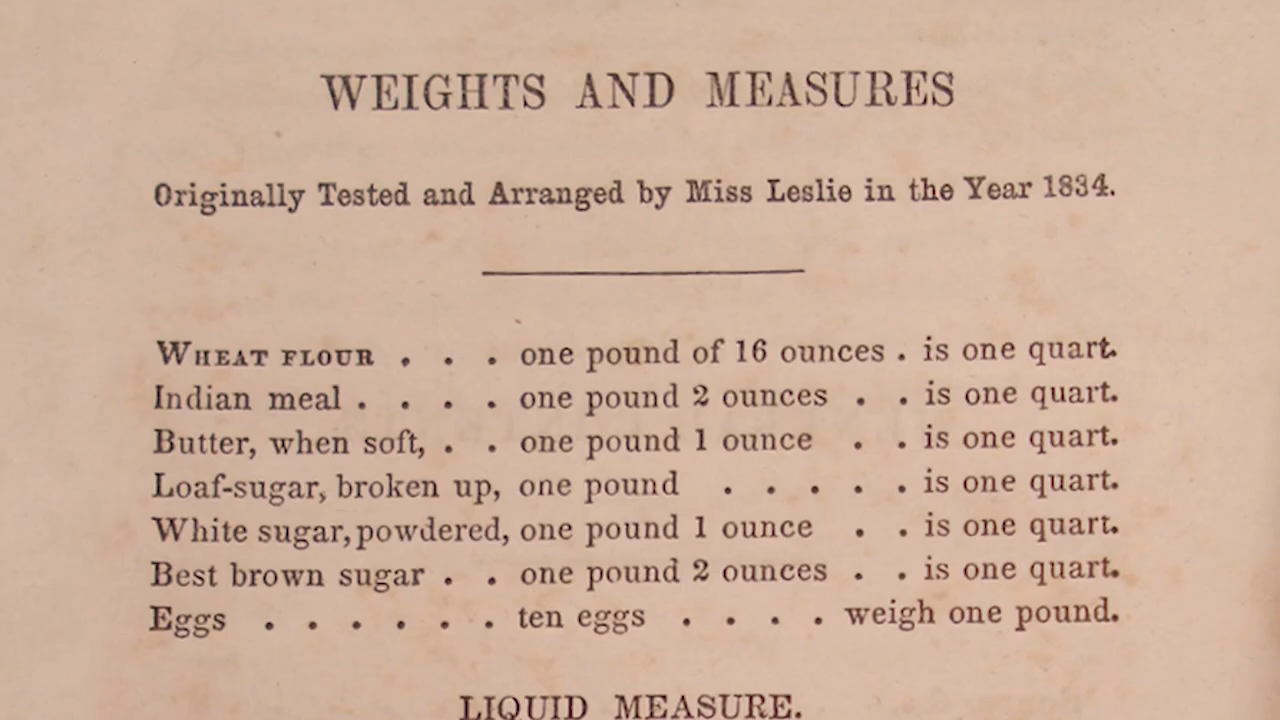 WEIGHTS AND MEASURES
Originally Tested and Arranged by Miss Leslie in the Year 1834.
WHEAT FLOUR . . . one pound of 16 ounces . is one quart.
Indian meal . . . . one pound 2 ounces . . is one quart.
Butter, when soft, . . one pound 1 ounce . . is one quart.
Loaf-sugar, broken up, one pound . . . . . is one quart.
White sugar, powdered, one pound 1 ounce . . is one quart.
Best brown sugar . . one pound 2 ounces . . is one quart.
Eggs . . . . . . ten eggs . . . . weigh one pound.
LIQUID MEASURE.